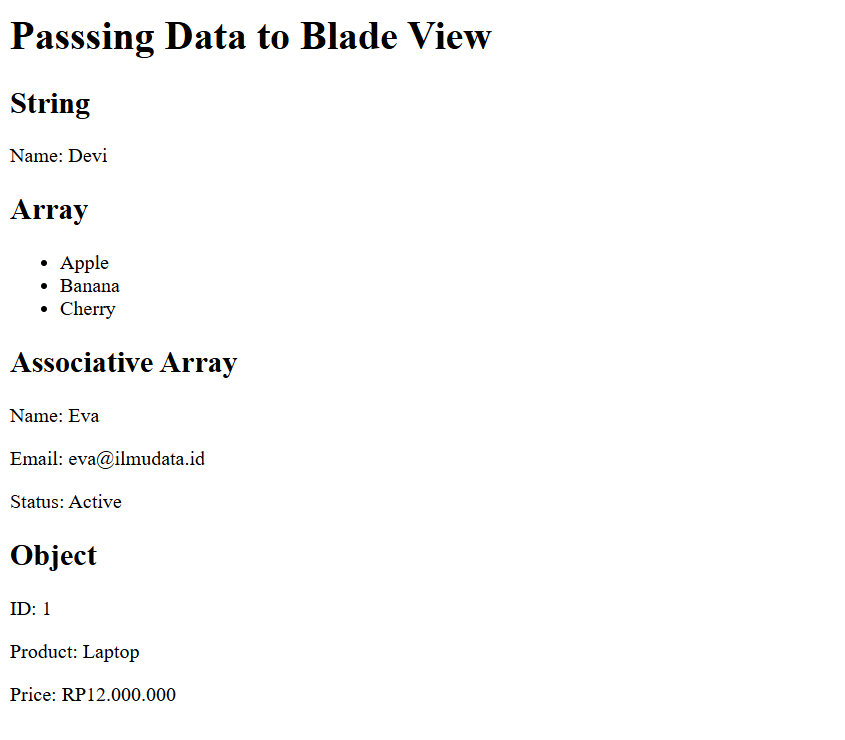 Passsing Data to Blade View
String
Name: Devi
Array
• Apple
• Banana
• Cherry
Associative Array
Name: Eva
Email: eva@ilmudata.id
Status: Active
Object
ID: 1
Product: Laptop
Price: RP12.000.000